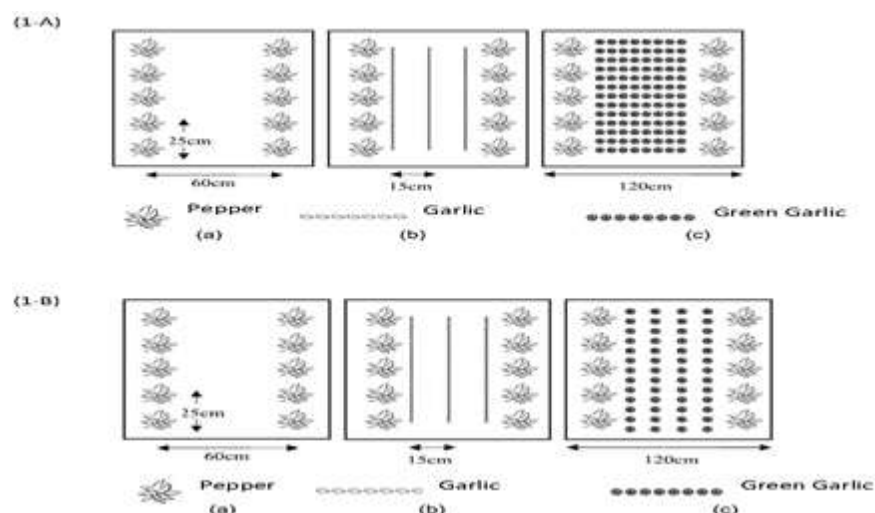 (1-A)
25cm
60cm
15cm
120cm
Pepper
Garlic
Green Garlic
(a)
(b)
(c)
(1-B)
25cm
60cm
15cm
120cm
Pepper
Garlic
Green Garlic
(a)
(b)
(c)